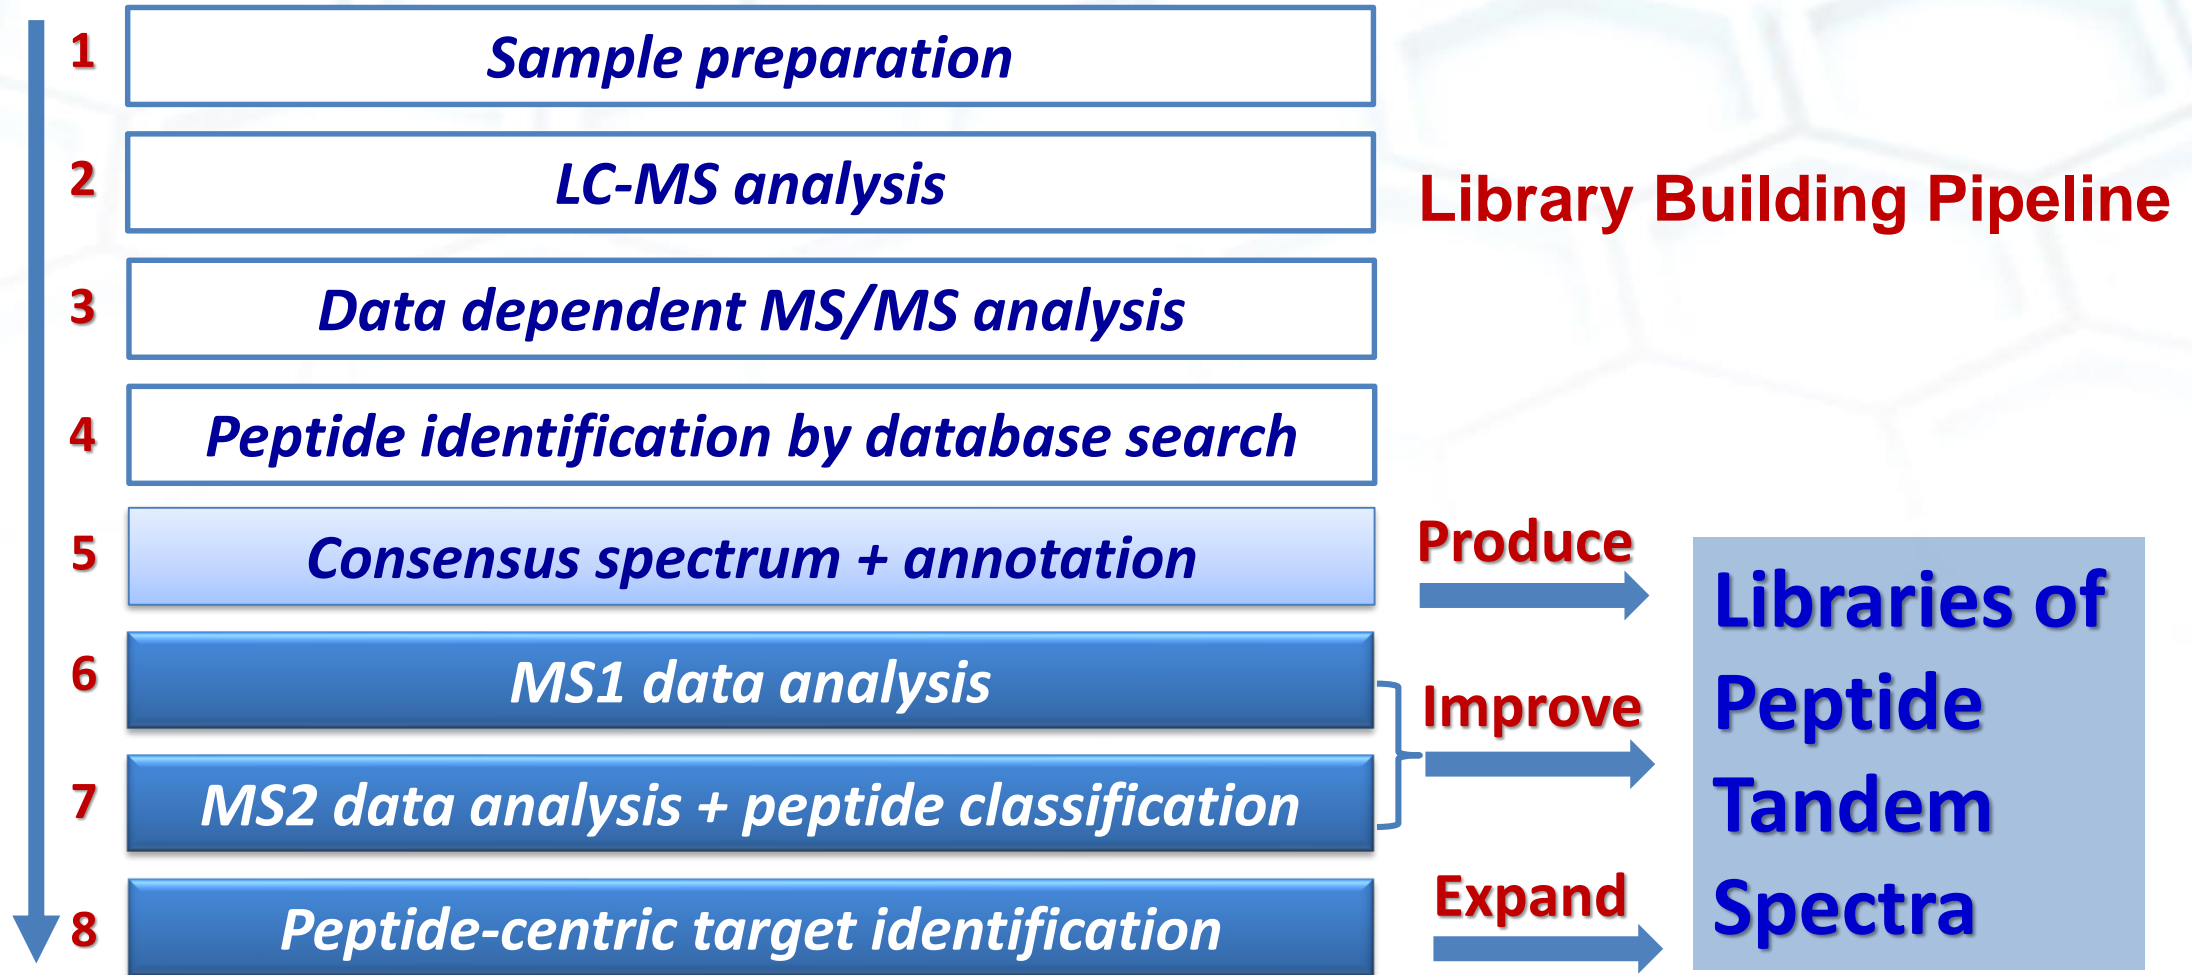 1 Sample preparation
2 LC-MS analysis
Library Building Pipeline
3 Data dependent MS/MS analysis
4 Peptide identification by database search
5 Consensus spectrum + annotation
Produce
6 MS1 data analysis
Improve
7 MS2 data analysis + peptide classification
8 Peptide-centric target identification
Expand
Libraries of
Peptide
Tandem
Spectra